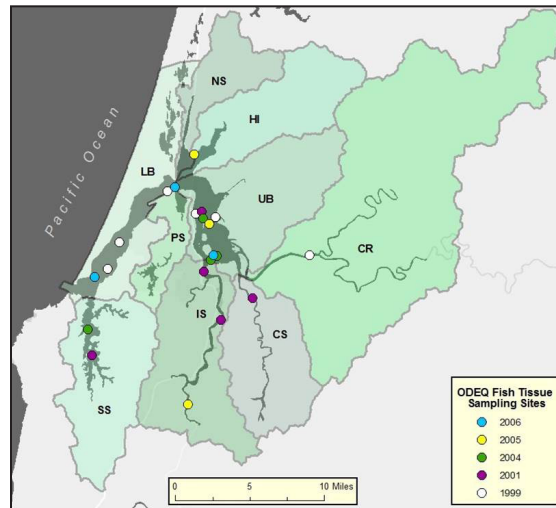 NS
HI
LB
Pacific Ocean
UB
PS
CR
IS
CS
SS
ODEQ Fish Tissue
Sampling Sites
2006
2005
2004
2001
1999
0 5 10 Miles